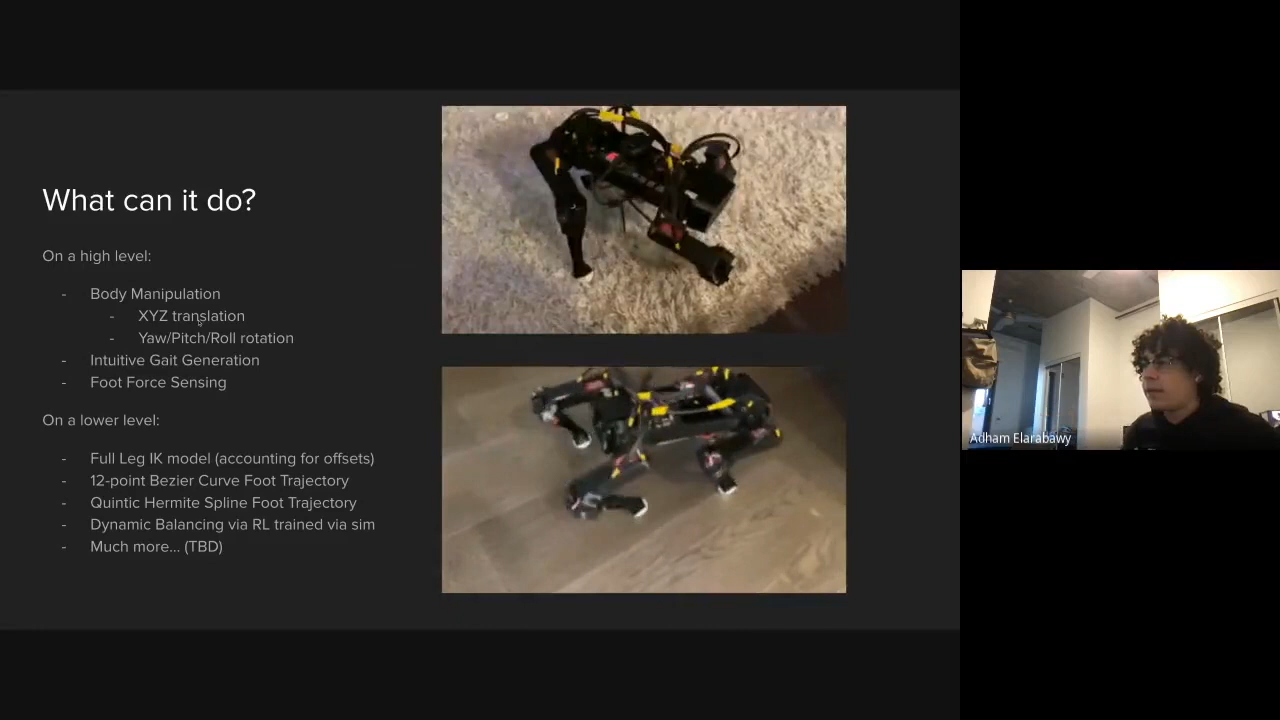 What can it do?
On a high level:
- Body Manipulation
- XYZ translation
- Yaw/Pitch/Roll rotation
- Intuitive Gait Generation
- Foot Force Sensing
On a lower level:
- Full Leg IK model (accounting for offsets)
- 12-point Bezier Curve Foot Trajectory
- Quintic Hermite Spline Foot Trajectory
- Dynamic Balancing via RL trained via sim
- Much more... (TBD)
Adham Elarabawy